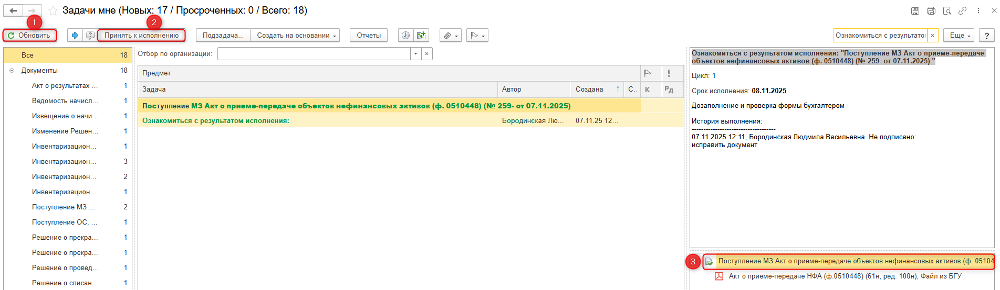 Задачи мне (Новых: 17 / Просроченных: 0 / Всего: 18)
1
2
Обновить
Принять к исполнению
Подзадача...
Создать на основании
Отчеты
Ознакомиться с результато
×
Еще
?
Все 18
Документы 18
Акт о результатах ... 1
Ведомость начисл... 1
Извещение о начи... 1
Изменение Решен... 1
Инвентаризацион... 1
Инвентаризацион... 3
Инвентаризацион... 2
Инвентаризацион... 1
Поступление МЗ ... 2
Поступление ОС, ... 1
Решение о прекра... 1
Решение о прекра... 1
Решение о провед... 1
Решение о списан... 1
Отбор по организации:
×
Предмет
Задача Автор Создана ↑ С.. К Рд
Поступление МЗ Акт о приеме-передаче объектов нефинансовых активов (ф. 0510448) (№ 259- от 07.11.2025)
Ознакомиться с результатом исполнения: Бородинская Лю... 07.11.25 12...
Ознакомиться с результатом исполнения: "Поступление МЗ Акт о приеме-передаче
объектов нефинансовых активов (ф. 0510448) (№ 259- от 07.11.2025) "
Цикл: 1
Срок исполнения: 08.11.2025
Дозаполнение и проверка формы бухгалтером
История выполнения:
------------------------------------
07.11.2025 12:11, Бородинская Людмила Васильевна. Не подписано:
исправить документ
3
Поступление МЗ Акт о приеме-передаче объектов нефинансовых активов (ф. 05104
Акт о приеме-передаче НФА (ф.0510448) (61н, ред. 100н), Файл из БГУ